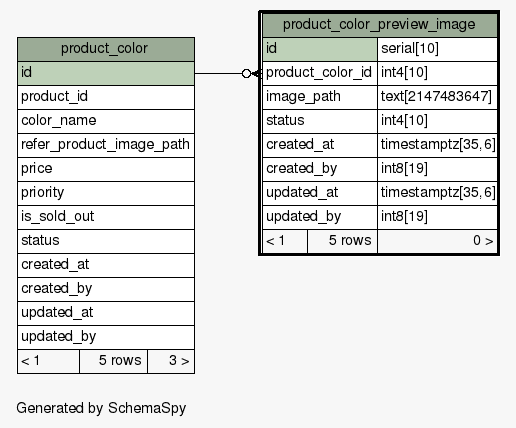 product_color
id
product_id
color_name
refer_product_image_path
price
priority
is_sold_out
status
created_at
created_by
updated_at
updated_by
< 1 5 rows 3 >
product_color_preview_image
id serial[10]
product_color_id int4[10]
image_path text[2147483647]
status int4[10]
created_at timestamptz[35,6]
created_by int8[19]
updated_at timestamptz[35,6]
updated_by int8[19]
< 1 5 rows 0 >
Generated by SchemaSpy